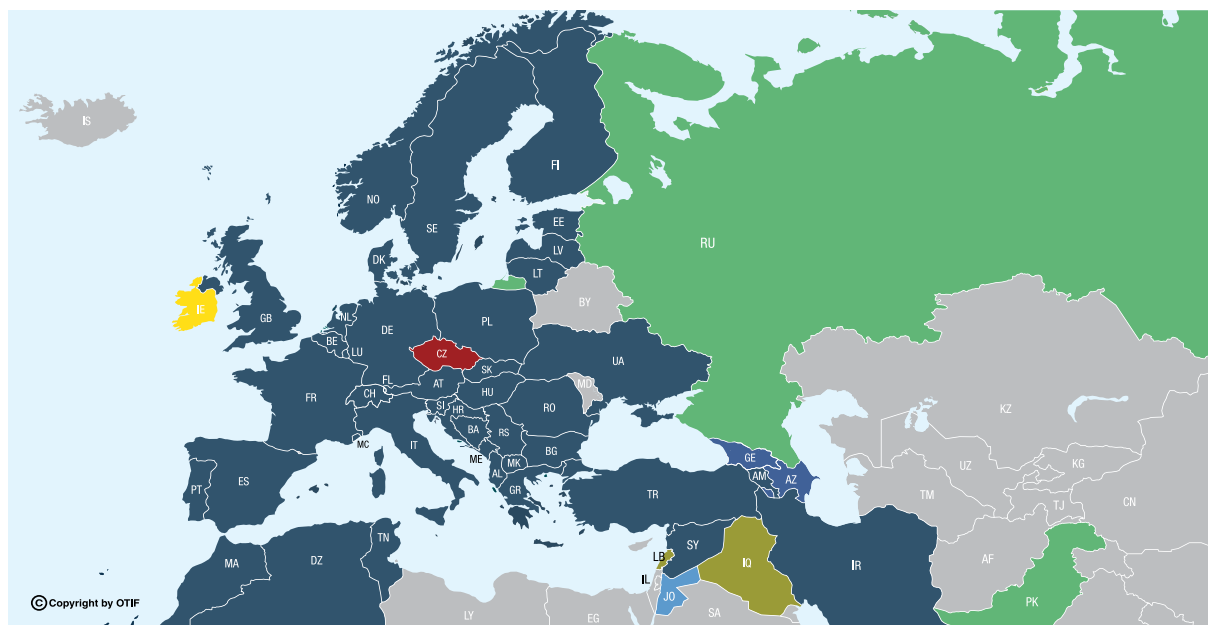 IS
FI
NO
SE
EE
RU
LV
DK
LT
IE
BY
GB
NL
DE
PL
BE
LU
CZ
UA
SK
FL
AT
MD
CH
HU
FR
SI
HR
RO
KZ
BA
RS
MC
IT
BG
ME
MK
GE
KG
UZ
AL
AM
AZ
ES
PT
GR
TR
TM
CN
TJ
TN
SY
LB
MA
DZ
IQ
IR
AF
IL
JO
© Copyright by OTIF
PK
LY
EG
SA